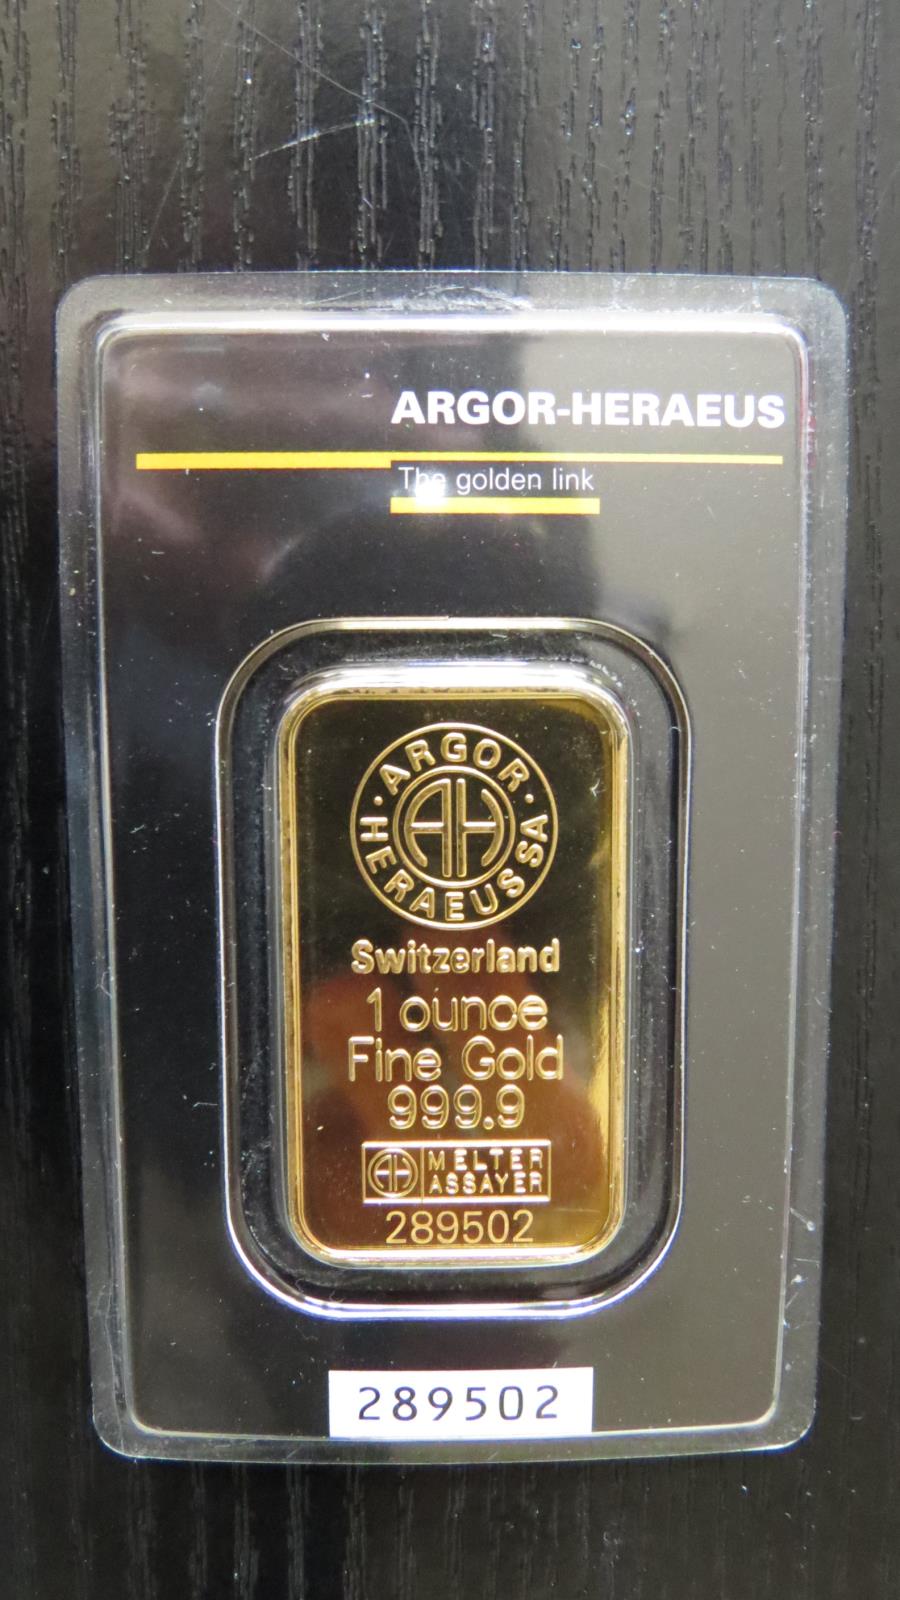 ARGOR-HERAEUS
The golden link
· ARGOR ·
HERAEUS SA
AH
Switzerland
1 ounce
Fine Gold
999.9
AH MELTER
ASSAYER
289502
289502